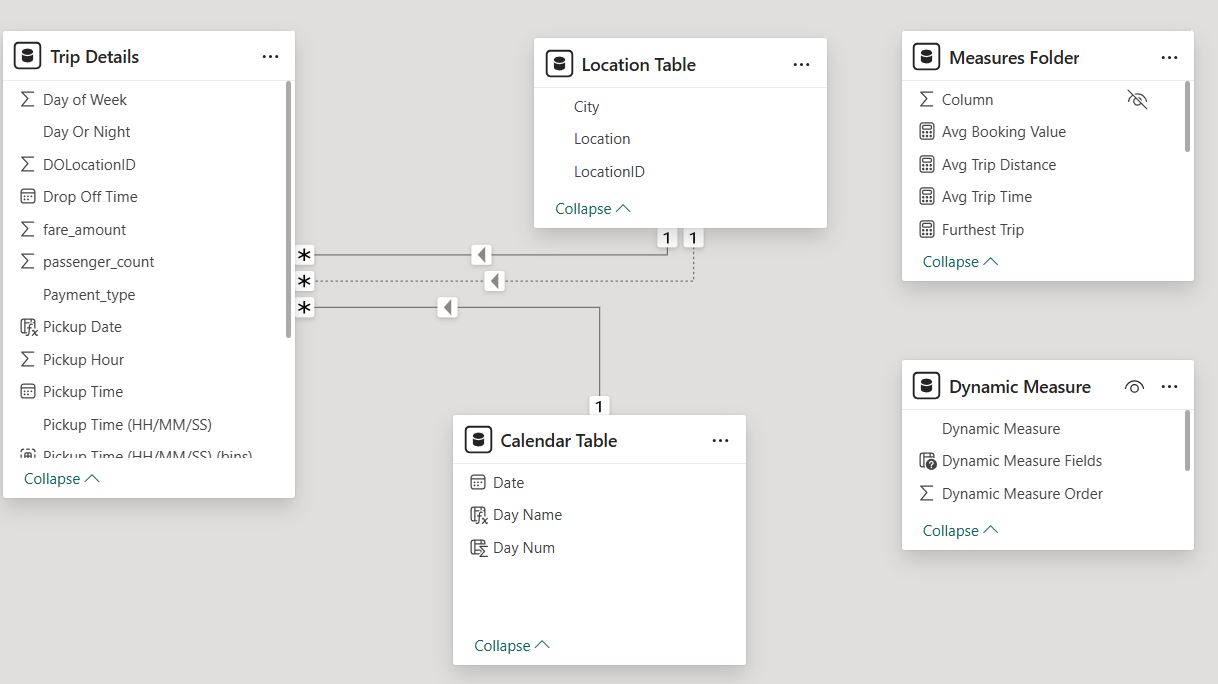 Trip Details
Day of Week
Day Or Night
DOLocationID
Drop Off Time
fare_amount
passenger_count
Payment_type
Pickup Date
Pickup Hour
Pickup Time
Pickup Time (HH/MM/SS)
Pickup Time (HH/MM/SS) (bins)
Collapse
*
*
*
Location Table
City
Location
LocationID
Collapse
1
1
1
Calendar Table
Date
Day Name
Day Num
Collapse
Measures Folder
Column
Avg Booking Value
Avg Trip Distance
Avg Trip Time
Furthest Trip
Collapse
Dynamic Measure
Dynamic Measure
Dynamic Measure Fields
Dynamic Measure Order
Collapse